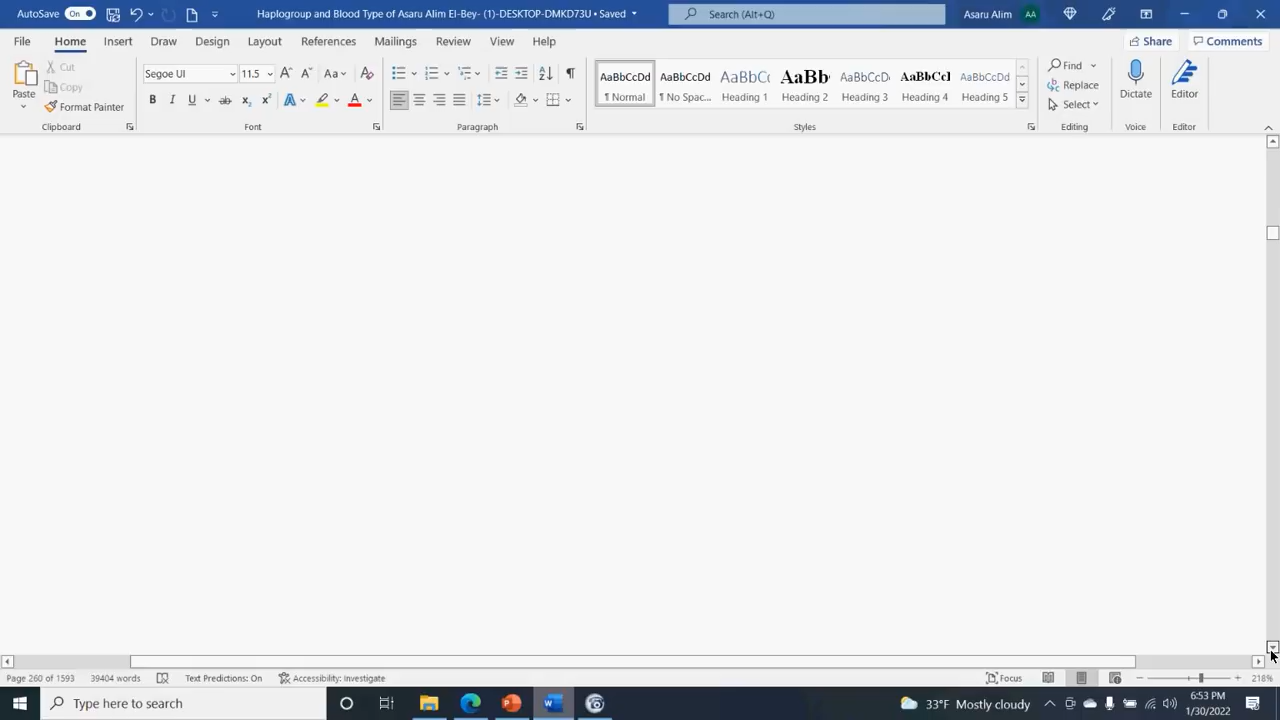 AutoSave On Haplogroup and Blood Type of Asaru Alim El-Bey- (1)-DESKTOP-DMKD73U • Saved Search (Alt+Q) Asaru Alim AA
File Home Insert Draw Design Layout References Mailings Review View Help Share Comments
Paste Cut Copy Format Painter
Segoe UI 11.5
AaBbCcDd AaBbCcDd AaBbCc AaBb AaBbCcD AaBbCcI AaBbCcDd
¶ Normal ¶ No Spac... Heading 1 Heading 2 Heading 3 Heading 4 Heading 5
Find Replace Select Dictate Editor
Clipboard Font Paragraph Styles Editing Voice Editor
Page 260 of 1593 39404 words Text Predictions: On Accessibility: Investigate Focus 218%
Type here to search 33°F Mostly cloudy 6:53 PM
1/30/2022